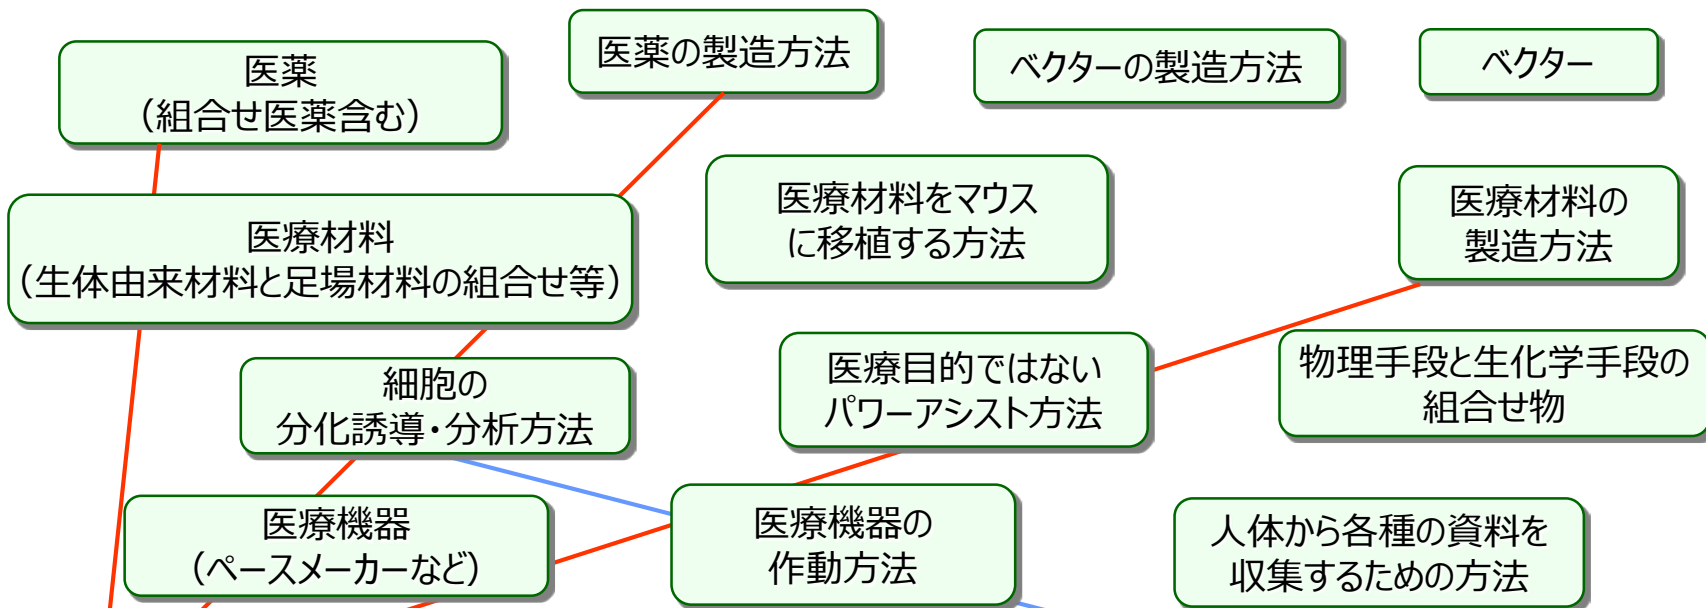 医薬
（組合せ医薬含む）
医薬の製造方法
ベクターの製造方法
ベクター
医療材料
（生体由来材料と足場材料の組合せ等）
医療材料をマウス
に移植する方法
医療材料の
製造方法
細胞の
分化誘導・分析方法
医療目的ではない
パワーアシスト方法
物理手段と生化学手段の
組合せ物
医療機器
（ペースメーカーなど）
医療機器の
作動方法
人体から各種の資料を
収集するための方法